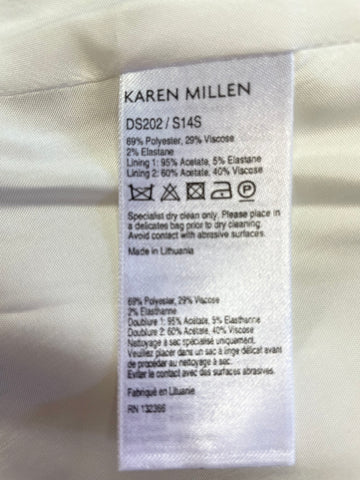 KAREN MILLEN
DS202 / S14S
69% Polyester, 29% Viscose
2% Elastane
Lining 1: 95% Acetate, 5% Elastane
Lining 2: 60% Acetate, 40% Viscose
P
Specialist dry clean only. Please place in
a delicates bag prior to dry cleaning.
Avoid contact with abrasive surfaces.
Made in Lithuania
69% Polyester, 29% Viscose
2% Elasthanne
Doublure 1: 95% Acétate, 5% Elasthanne
Doublure 2: 60% Acétate, 40% Viscose
Nettoyage à sec spécialisé uniquement.
Veuillez placer dans un sac à linge délicat avant
de procéder au nettoyage à sec.
Eviter le contact avec des surfaces abrasives.
Fabriqué en Lituanie
RN 132366